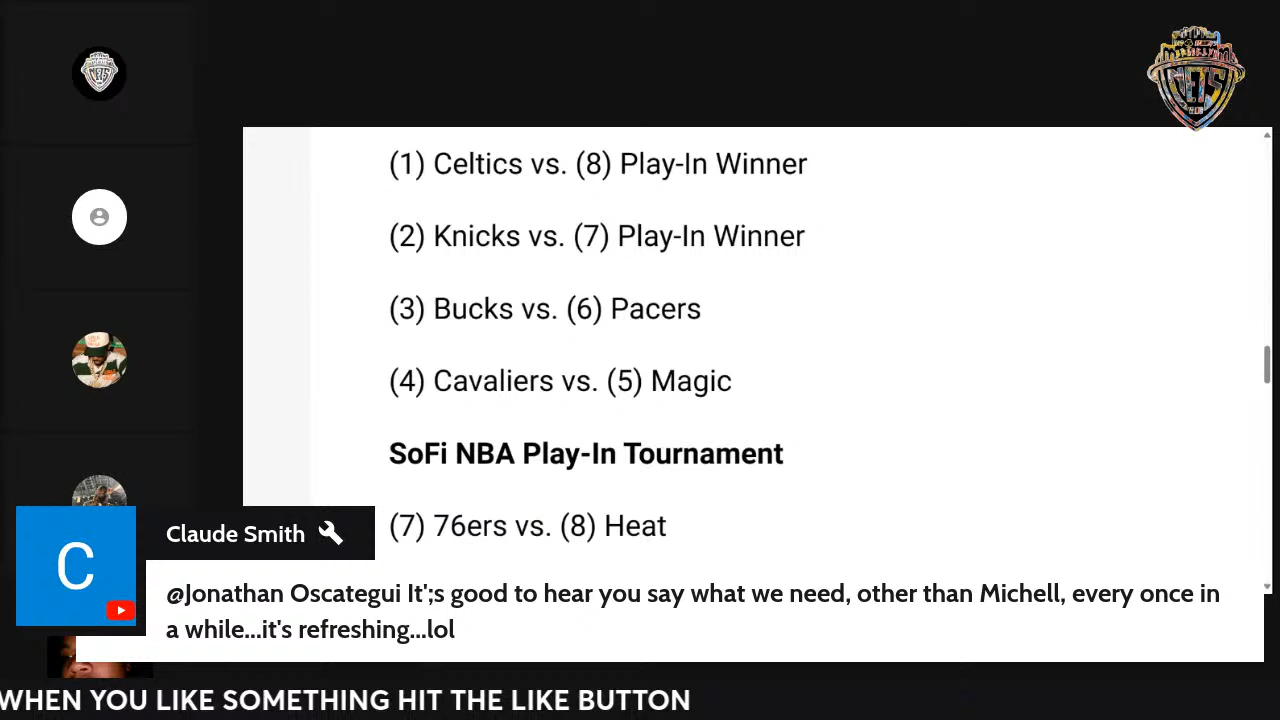 (1) Celtics vs. (8) Play-In Winner
(2) Knicks vs. (7) Play-In Winner
(3) Bucks vs. (6) Pacers
(4) Cavaliers vs. (5) Magic
SoFi NBA Play-In Tournament
(7) 76ers vs. (8) Heat
C
Claude Smith
@Jonathan Oscategui It';s good to hear you say what we need, other than Michell, every once in
a while...it's refreshing...lol
WHEN YOU LIKE SOMETHING HIT THE LIKE BUTTON